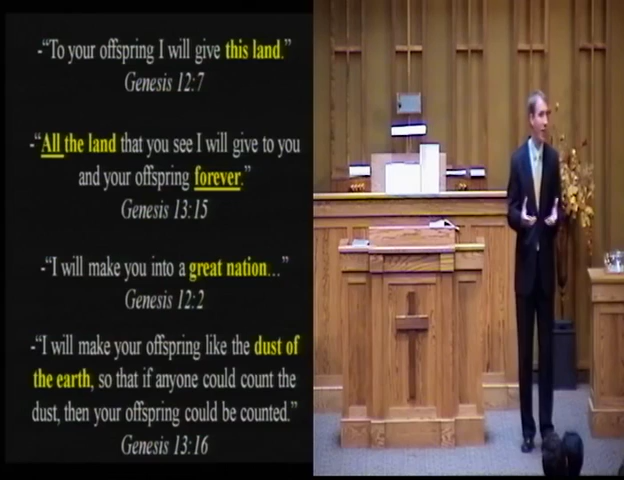 -“To your offspring I will give this land.”
Genesis 12:7
-“All the land that you see I will give to you
and your offspring forever.”
Genesis 13:15
-“I will make you into a great nation...”
Genesis 12:2
-“I will make your offspring like the dust of
the earth, so that if anyone could count the
dust, then your offspring could be counted.”
Genesis 13:16